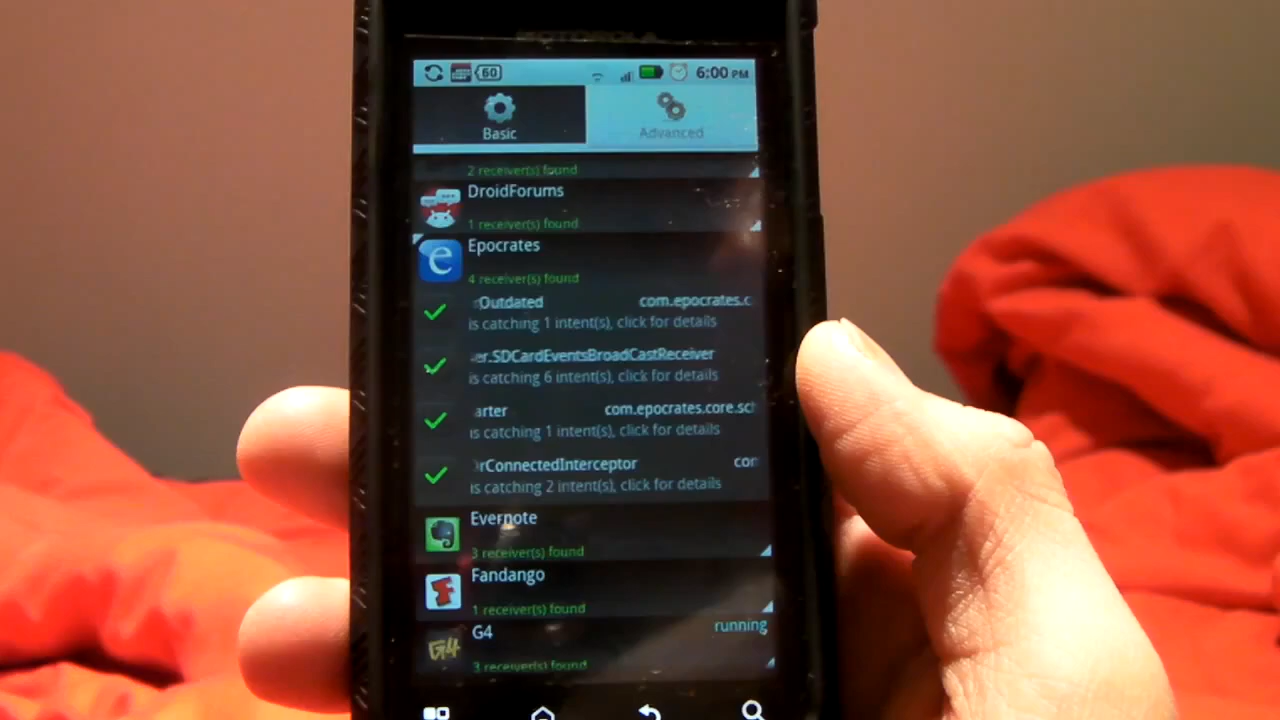 MOTOROLA
60 6:00 PM
Basic Advanced
2 receiver(s) found
DroidForums
1 receiver(s) found
e Epocrates
4 receiver(s) found
Outdated com.epocrates.c
is catching 1 intent(s), click for details
er.SDCardEventsBroadCastReceiver
is catching 6 intent(s), click for details
arter com.epocrates.core.sc
is catching 1 intent(s), click for details
rConnectedInterceptor con
is catching 2 intent(s), click for details
Evernote
3 receiver(s) found
Fandango
1 receiver(s) found
G4 running
G4
3 receiver(s) found